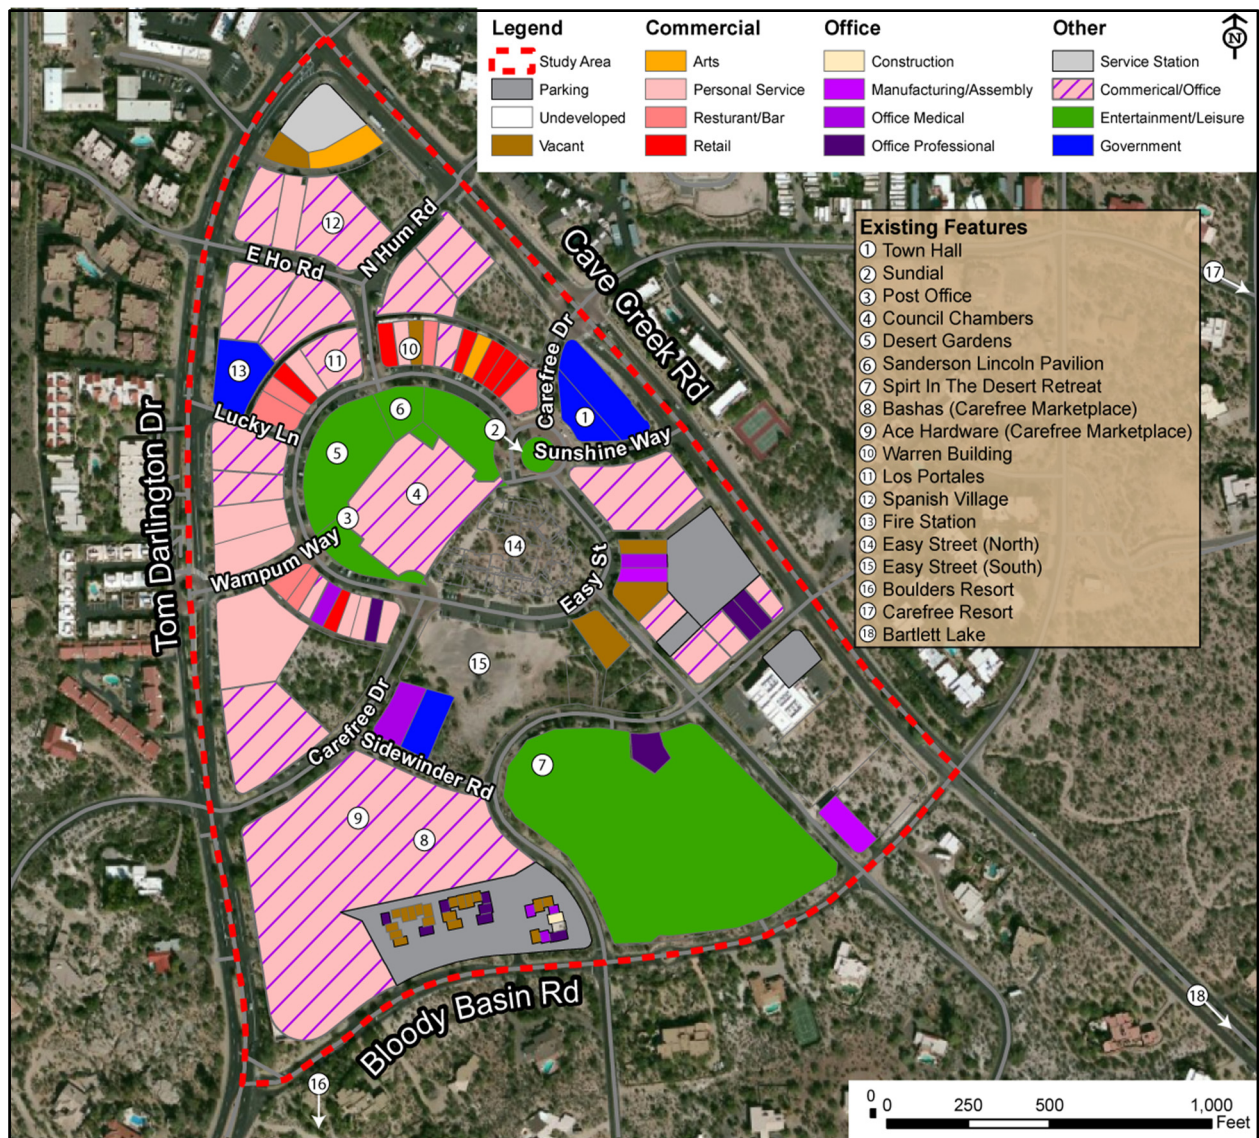 Legend
Study Area
Parking
Undeveloped
Vacant
Commercial
Arts
Personal Service
Resturant/Bar
Retail
Office
Construction
Manufacturing/Assembly
Office Medical
Office Professional
Other
Service Station
Commerical/Office
Entertainment/Leisure
Government
N
Existing Features
1 Town Hall
2 Sundial
3 Post Office
4 Council Chambers
5 Desert Gardens
6 Sanderson Lincoln Pavilion
7 Spirt In The Desert Retreat
8 Bashas (Carefree Marketplace)
9 Ace Hardware (Carefree Marketplace)
10 Warren Building
11 Los Portales
12 Spanish Village
13 Fire Station
14 Easy Street (North)
15 Easy Street (South)
16 Boulders Resort
17 Carefree Resort
18 Bartlett Lake
12
N Hum Rd
E Ho Rd
Cave Creek Rd
17
Carefree Dr
10
11
13
6
1
2
Lucky Ln
Sunshine Way
5
4
3
14
Tom Darlington Dr
Wampum Way
Easy St
15
Carefree Dr
Sidewinder Rd
7
9
8
Bloody Basin Rd
18
16
0
0 250 500 1,000
Feet